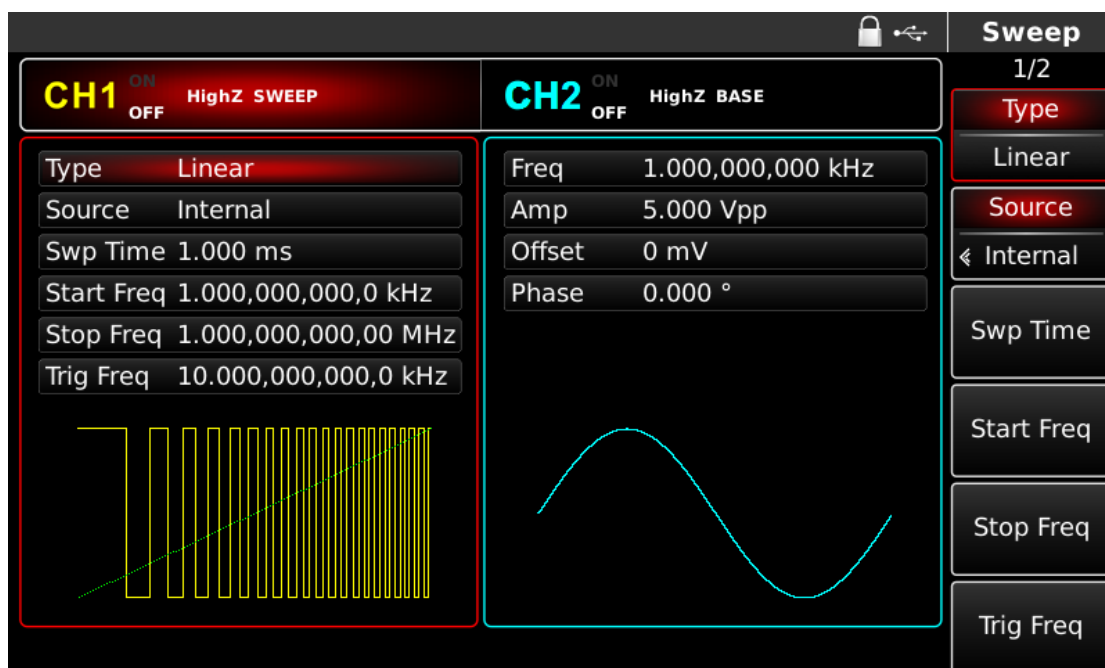 Sweep
1/2
CH1 ON OFF HighZ SWEEP
CH2 ON OFF HighZ BASE
Type Linear
Source Internal
Swp Time 1.000 ms
Start Freq 1.000,000,000,0 kHz
Stop Freq 1.000,000,000,00 MHz
Trig Freq 10.000,000,000,0 kHz
Freq 1.000,000,000 kHz
Amp 5.000 Vpp
Offset 0 mV
Phase 0.000 °
Type
Linear
Source
Internal
Swp Time
Start Freq
Stop Freq
Trig Freq